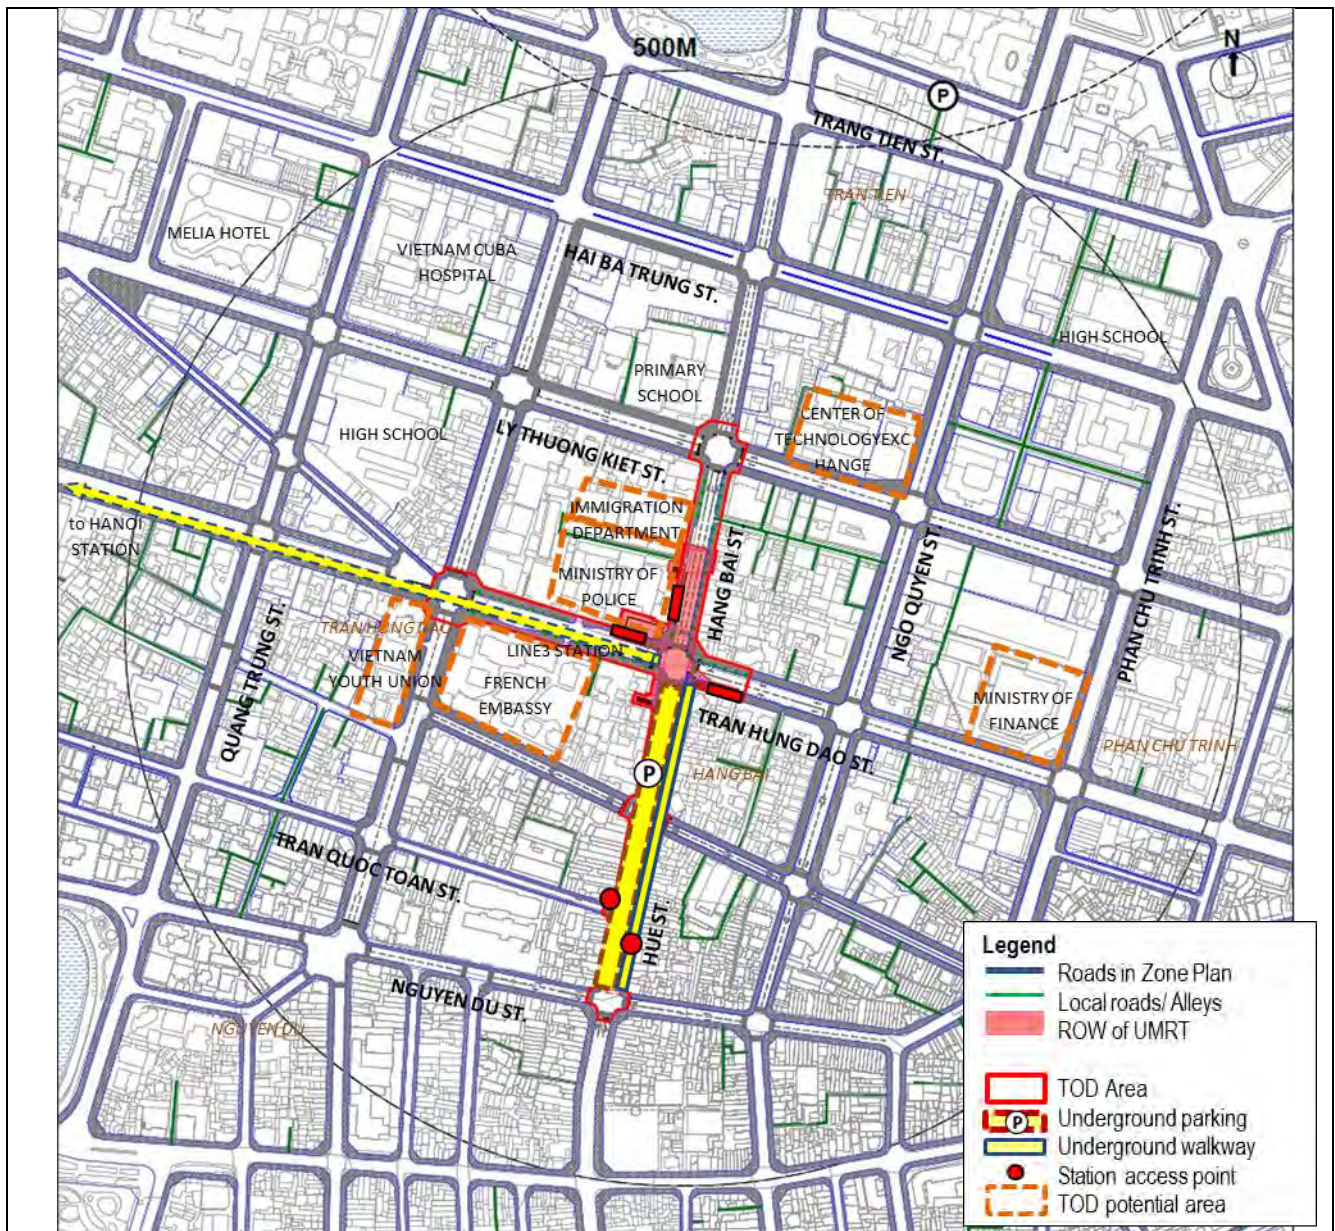 500M
N
P
TRANG TIEN ST.
TRAN TIEN
MELIA HOTEL
VIETNAM CUBA
HOSPITAL
HAI BA TRUNG ST.
HIGH SCHOOL
PRIMARY
SCHOOL
CENTER OF
TECHNOLOGYEXC
HANGE
HIGH SCHOOL
LY THUONG KIET ST.
IMMIGRATION
DEPARTMENT
to HANOI
STATION
MINISTRY OF
POLICE
HANG BAI ST.
NGO QUYEN ST.
PHAN CHU TRINH ST.
QUANG TRUNG ST.
TRAN HUNG DAO
VIETNAM
YOUTH UNION
LINE3 STATION
FRENCH
EMBASSY
MINISTRY OF
FINANCE
TRAN HUNG DAO ST.
PHAN CHU TRINH
HANG BAI
P
TRAN QUOC TOAN ST.
HUE ST.
NGUYEN DU ST.
NGUYEN DU
Legend
Roads in Zone Plan
Local roads/ Alleys
ROW of UMRT
TOD Area
P Underground parking
Underground walkway
Station access point
TOD potential area